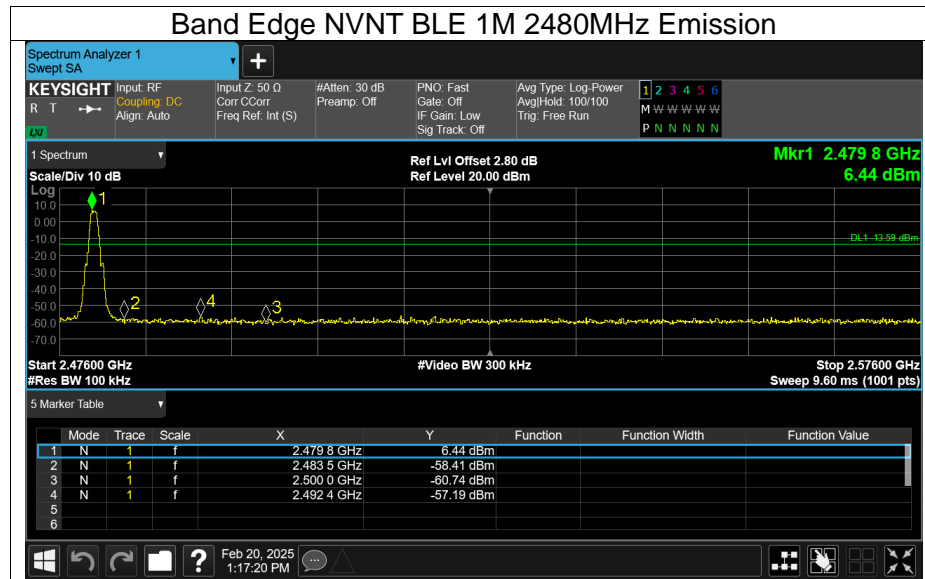 Band Edge NVNT BLE 1M 2480MHz Emission
Spectrum Analyzer 1
Swept SA
+
KEYSIGHT
R T
LXI
Input: RF
Coupling: DC
Align: Auto
Input Z: 50 Ω
Corr CCorr
Freq Ref: Int (S)
#Atten: 30 dB
Preamp: Off
PNO: Fast
Gate: Off
IF Gain: Low
Sig Track: Off
Avg Type: Log-Power
Avg|Hold: 100/100
Trig: Free Run
1 2 3 4 5 6
M W W W W W
P N N N N N
1 Spectrum
Scale/Div 10 dB
Ref Lvl Offset 2.80 dB
Ref Level 20.00 dBm
Mkr1 2.479 8 GHz
6.44 dBm
Log
10.0
0.00
-10.0
-20.0
-30.0
-40.0
-50.0
-60.0
-70.0
1
2
4
3
DL1 -13.59 dBm
Start 2.47600 GHz
#Video BW 300 kHz
Stop 2.57600 GHz
#Res BW 100 kHz
Sweep 9.60 ms (1001 pts)
5 Marker Table
Mode Trace Scale X Y Function Function Width Function Value
1 N 1 f 2.479 8 GHz 6.44 dBm
2 N 1 f 2.483 5 GHz -58.41 dBm
3 N 1 f 2.500 0 GHz -60.74 dBm
4 N 1 f 2.492 4 GHz -57.19 dBm
5
6
?
Feb 20, 2025
1:17:20 PM